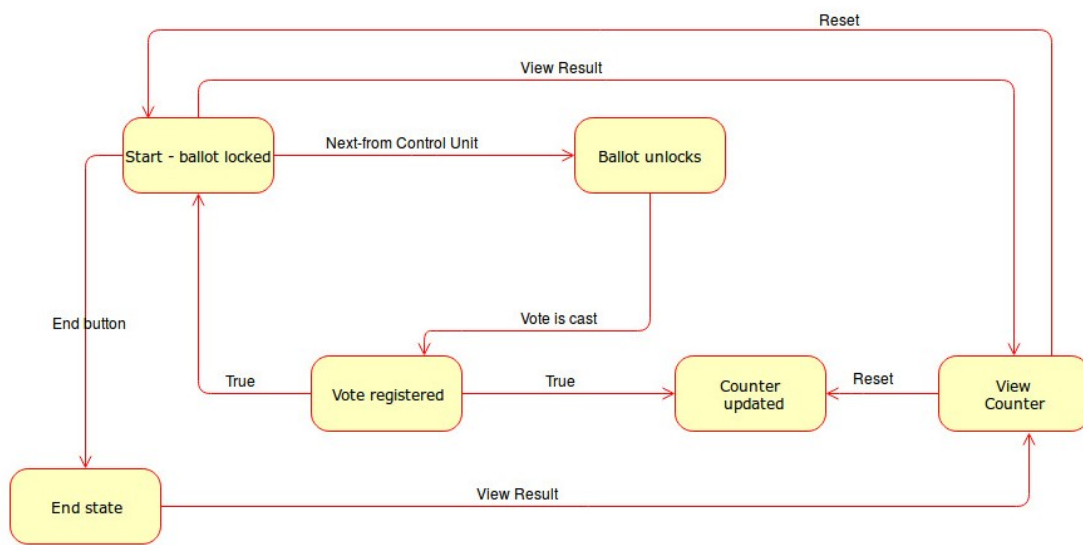 Reset
View Result
Start - ballot locked
Next-from Control Unit
Ballot unlocks
End button
Vote is cast
True
Vote registered
True
Counter
updated
Reset
View
Counter
End state
View Result